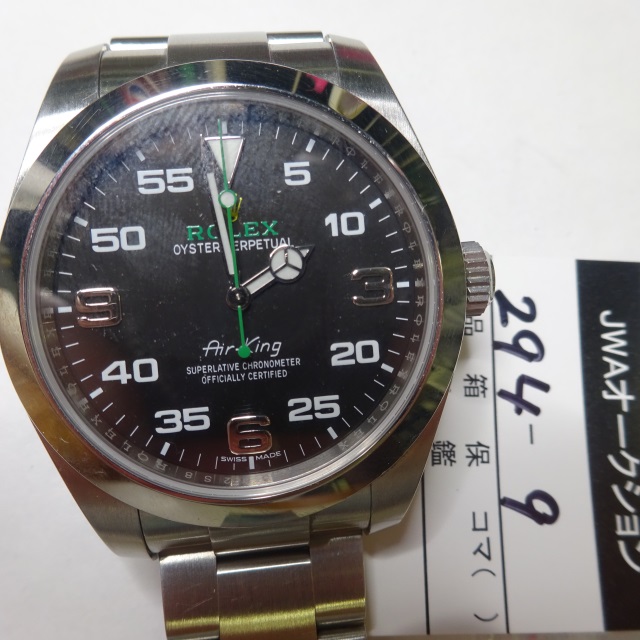 55
5
50
10
ROLEX
OYSTER PERPETUAL
9
3
Air-King
40
20
SUPERLATIVE CHRONOMETER
OFFICIALLY CERTIFIED
35
25
6
SWISS MADE
JWAオークション
294-9
品 箱 保 コマ( )
鑑